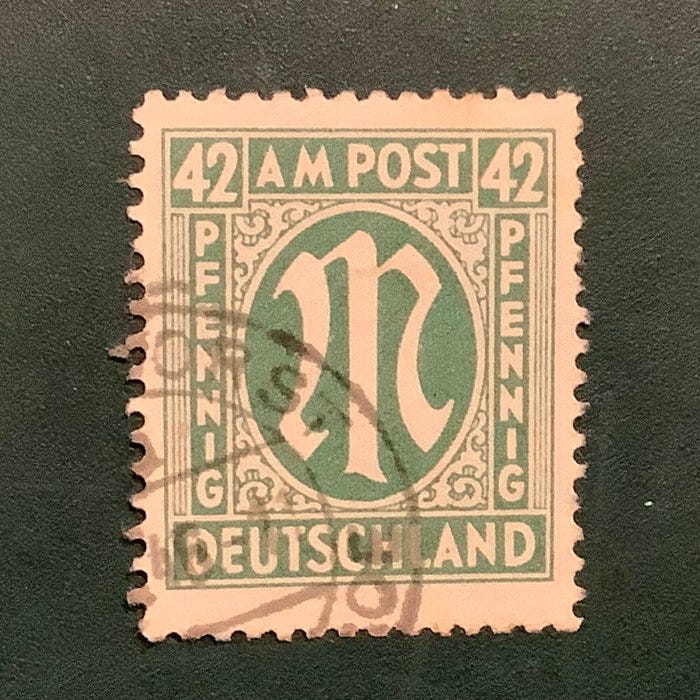 42 AM POST 42
PFENNIG
M
PFENNIG
DEUTSCHLAND